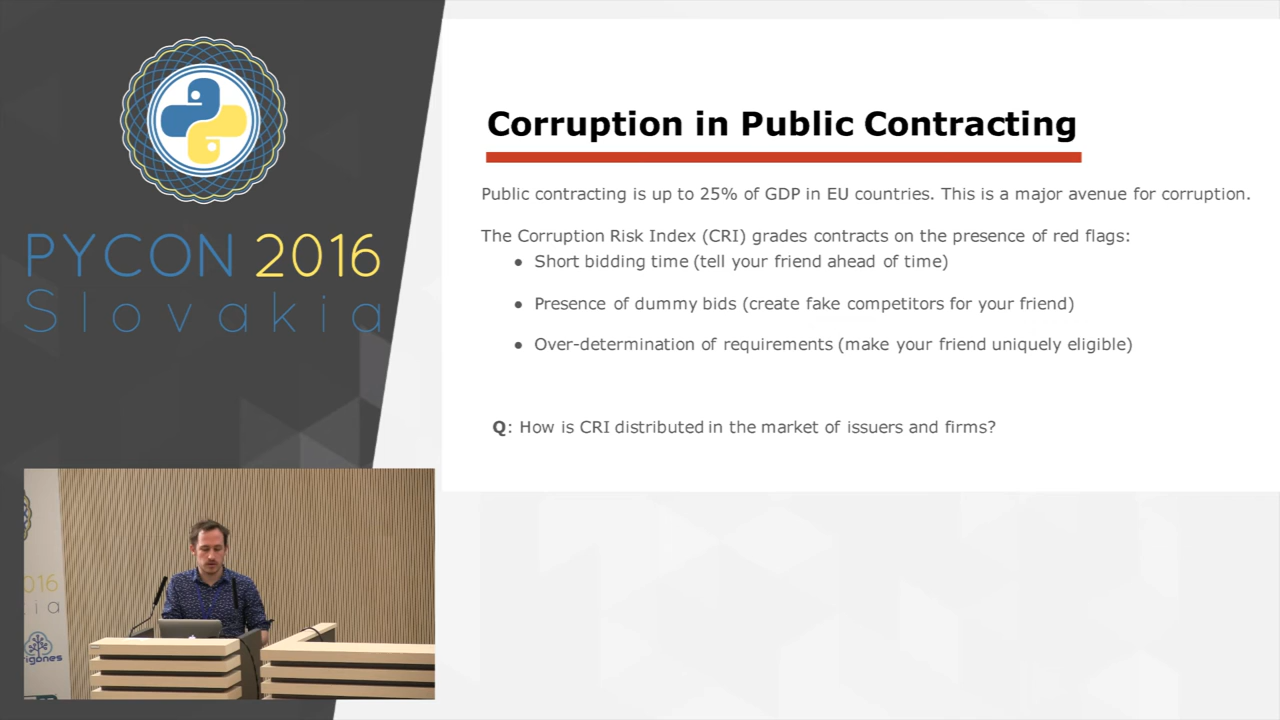 PYCON 2016
Slovakia
Corruption in Public Contracting
Public contracting is up to 25% of GDP in EU countries. This is a major avenue for corruption.
The Corruption Risk Index (CRI) grades contracts on the presence of red flags:
● Short bidding time (tell your friend ahead of time)
● Presence of dummy bids (create fake competitors for your friend)
● Over-determination of requirements (make your friend uniquely eligible)
Q: How is CRI distributed in the market of issuers and firms?
016
ia